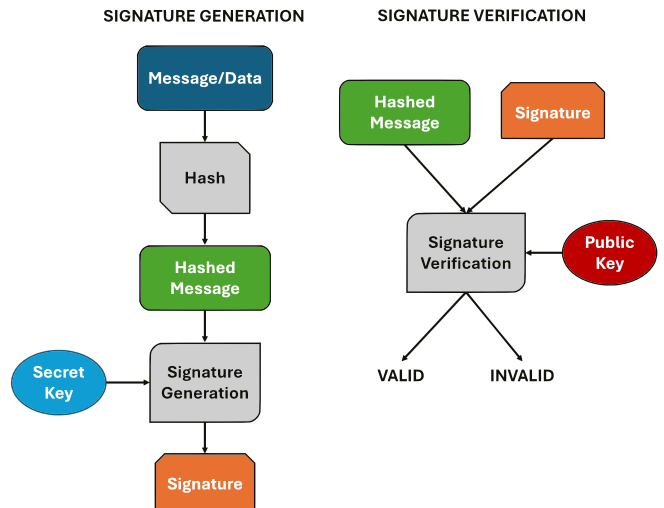 SIGNATURE GENERATION
Message/Data
Hash
Hashed
Message
Secret
Key
Signature
Generation
Signature
SIGNATURE VERIFICATION
Hashed
Message
Signature
Signature
Verification
Public
Key
VALID
INVALID